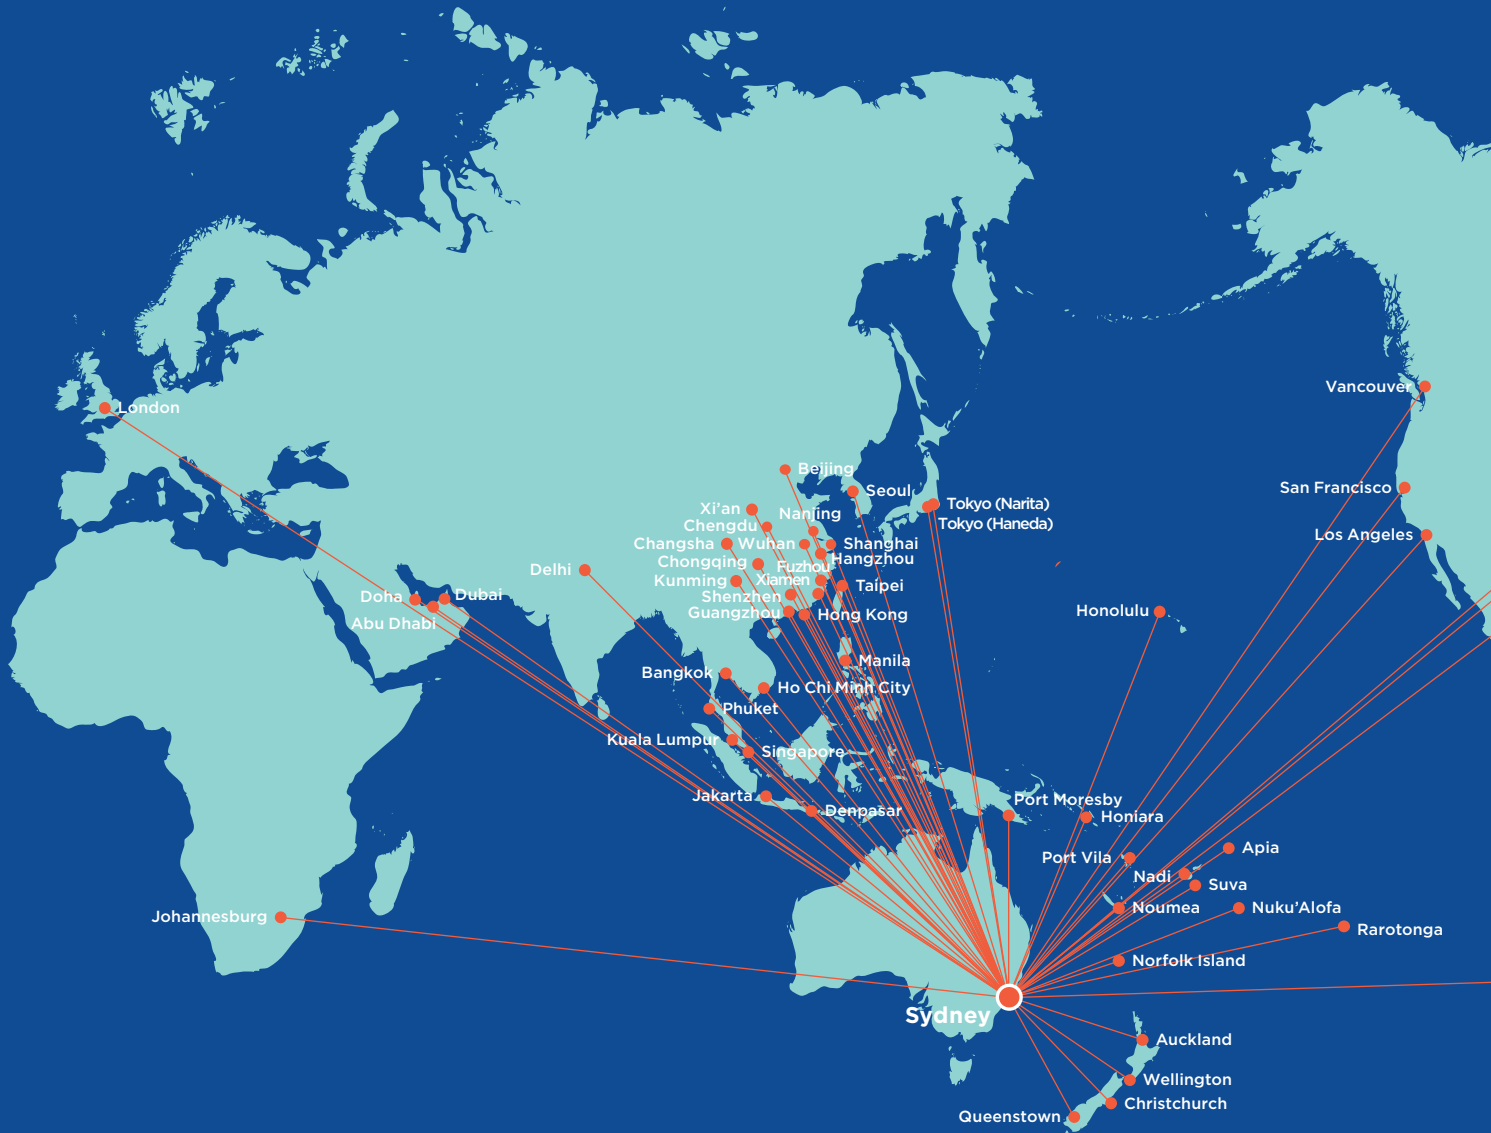 Vancouver
London
Beijing
San Francisco
Seoul
Xi’an
Tokyo (Narita)
Nanjing
Tokyo (Haneda)
Chengdu
Los Angeles
Changsha
Wuhan
Shanghai
Hangzhou
Chongqing
Fuzhou
Delhi
Kunming
Xiamen
Taipei
Doha
Dubai
Shenzhen
Guangzhou
Hong Kong
Honolulu
Abu Dhabi
Manila
Bangkok
Ho Chi Minh City
Phuket
Kuala Lumpur
Singapore
Jakarta
Port Moresby
Denpasar
Honiara
Port Vila
Apia
Nadi
Suva
Noumea
Nuku’Alofa
Johannesburg
Rarotonga
Norfolk Island
Sydney
Auckland
Wellington
Christchurch
Queenstown